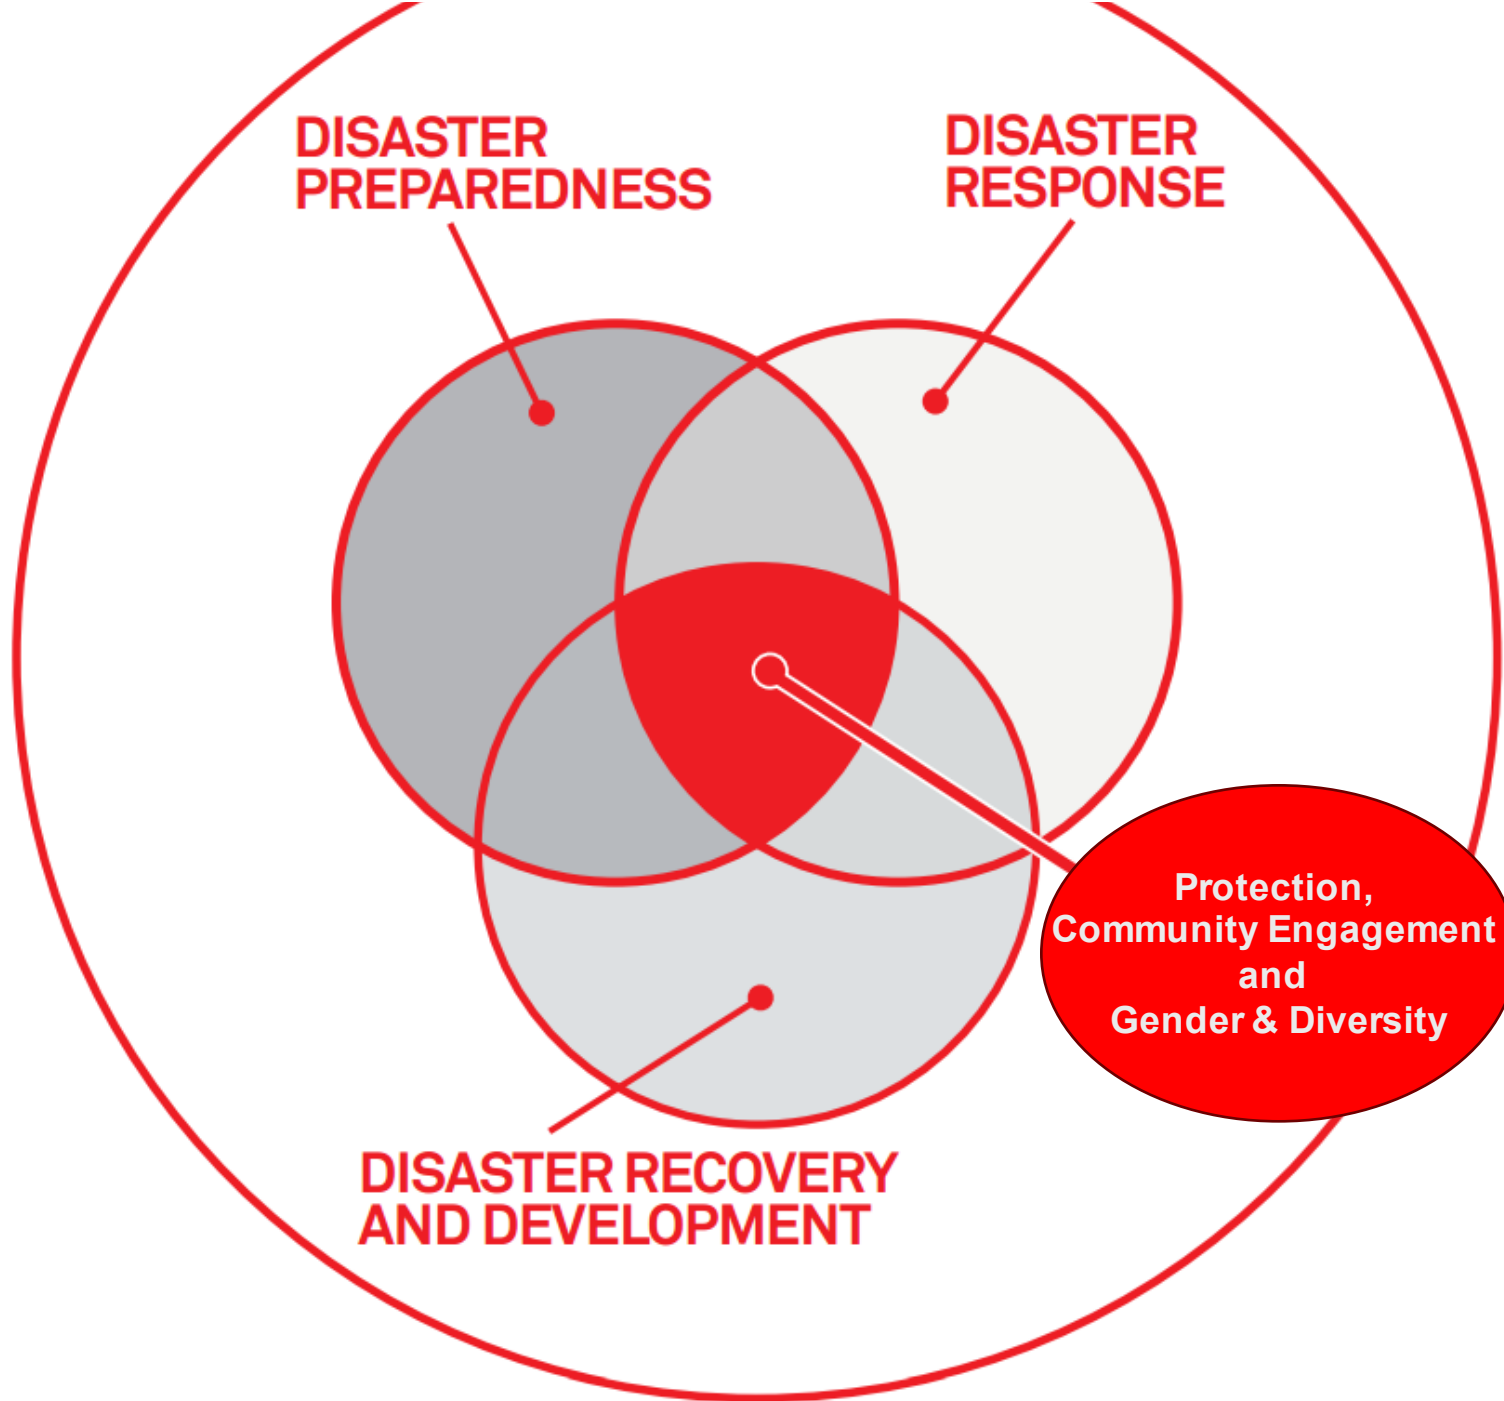 DISASTER
PREPAREDNESS
DISASTER
RESPONSE
Protection,
Community Engagement
and
Gender & Diversity
DISASTER RECOVERY
AND DEVELOPMENT